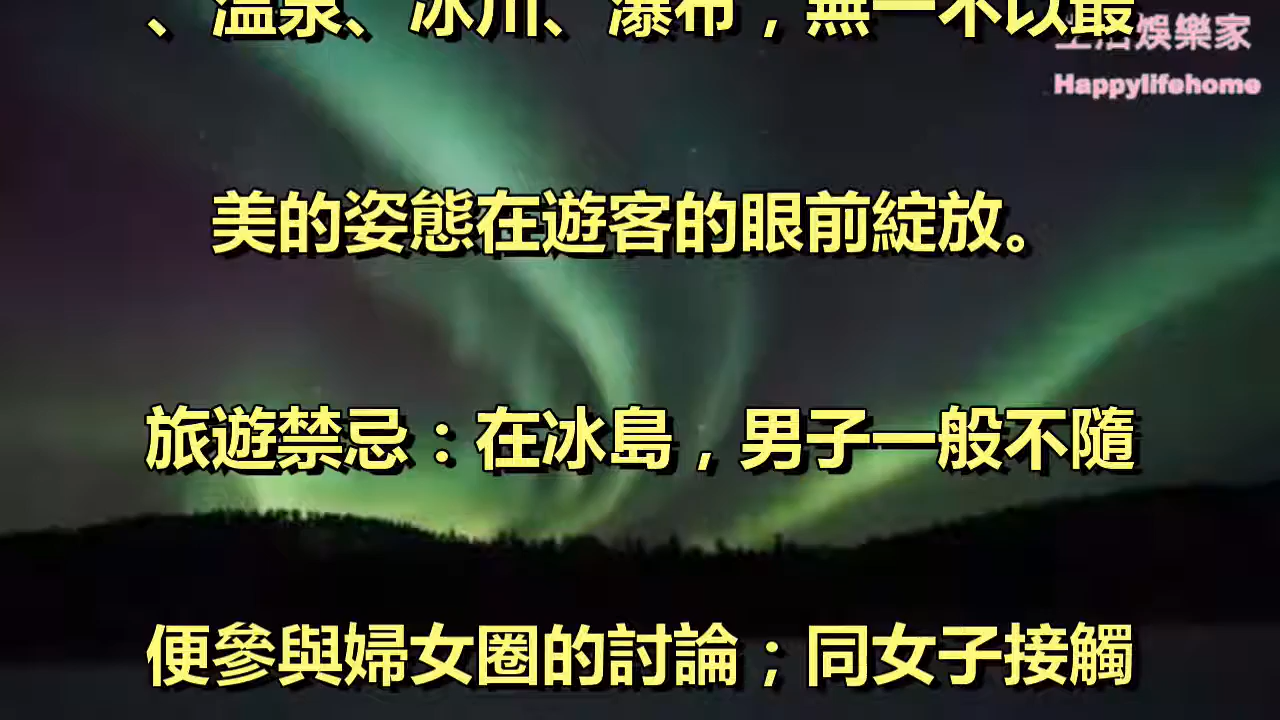 、溫泉、冰川、瀑布，無一不以最
生活娛樂家
Happylifehome
美的姿態在遊客的眼前綻放。
旅遊禁忌：在冰島，男子一般不隨
便參與婦女圈的討論；同女子接觸